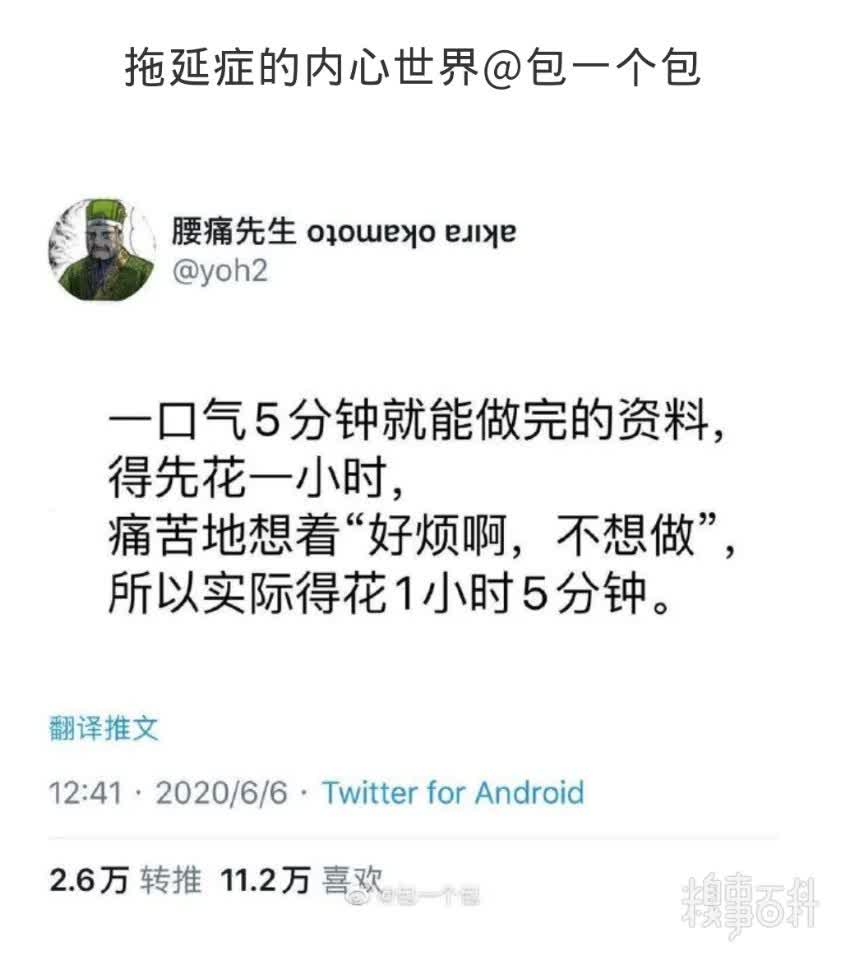 拖延症的内心世界@包一个包
腰痛先生 ɐʞıɹɐ oʞɐɯoʇo
@yoh2
一口气5分钟就能做完的资料，
得先花一小时，
痛苦地想着“好烦啊，不想做”，
所以实际得花1小时5分钟。
翻译推文
12:41 · 2020/6/6 · Twitter for Android
2.6万 转推 11.2万 喜欢
@包一个包
糗事百科